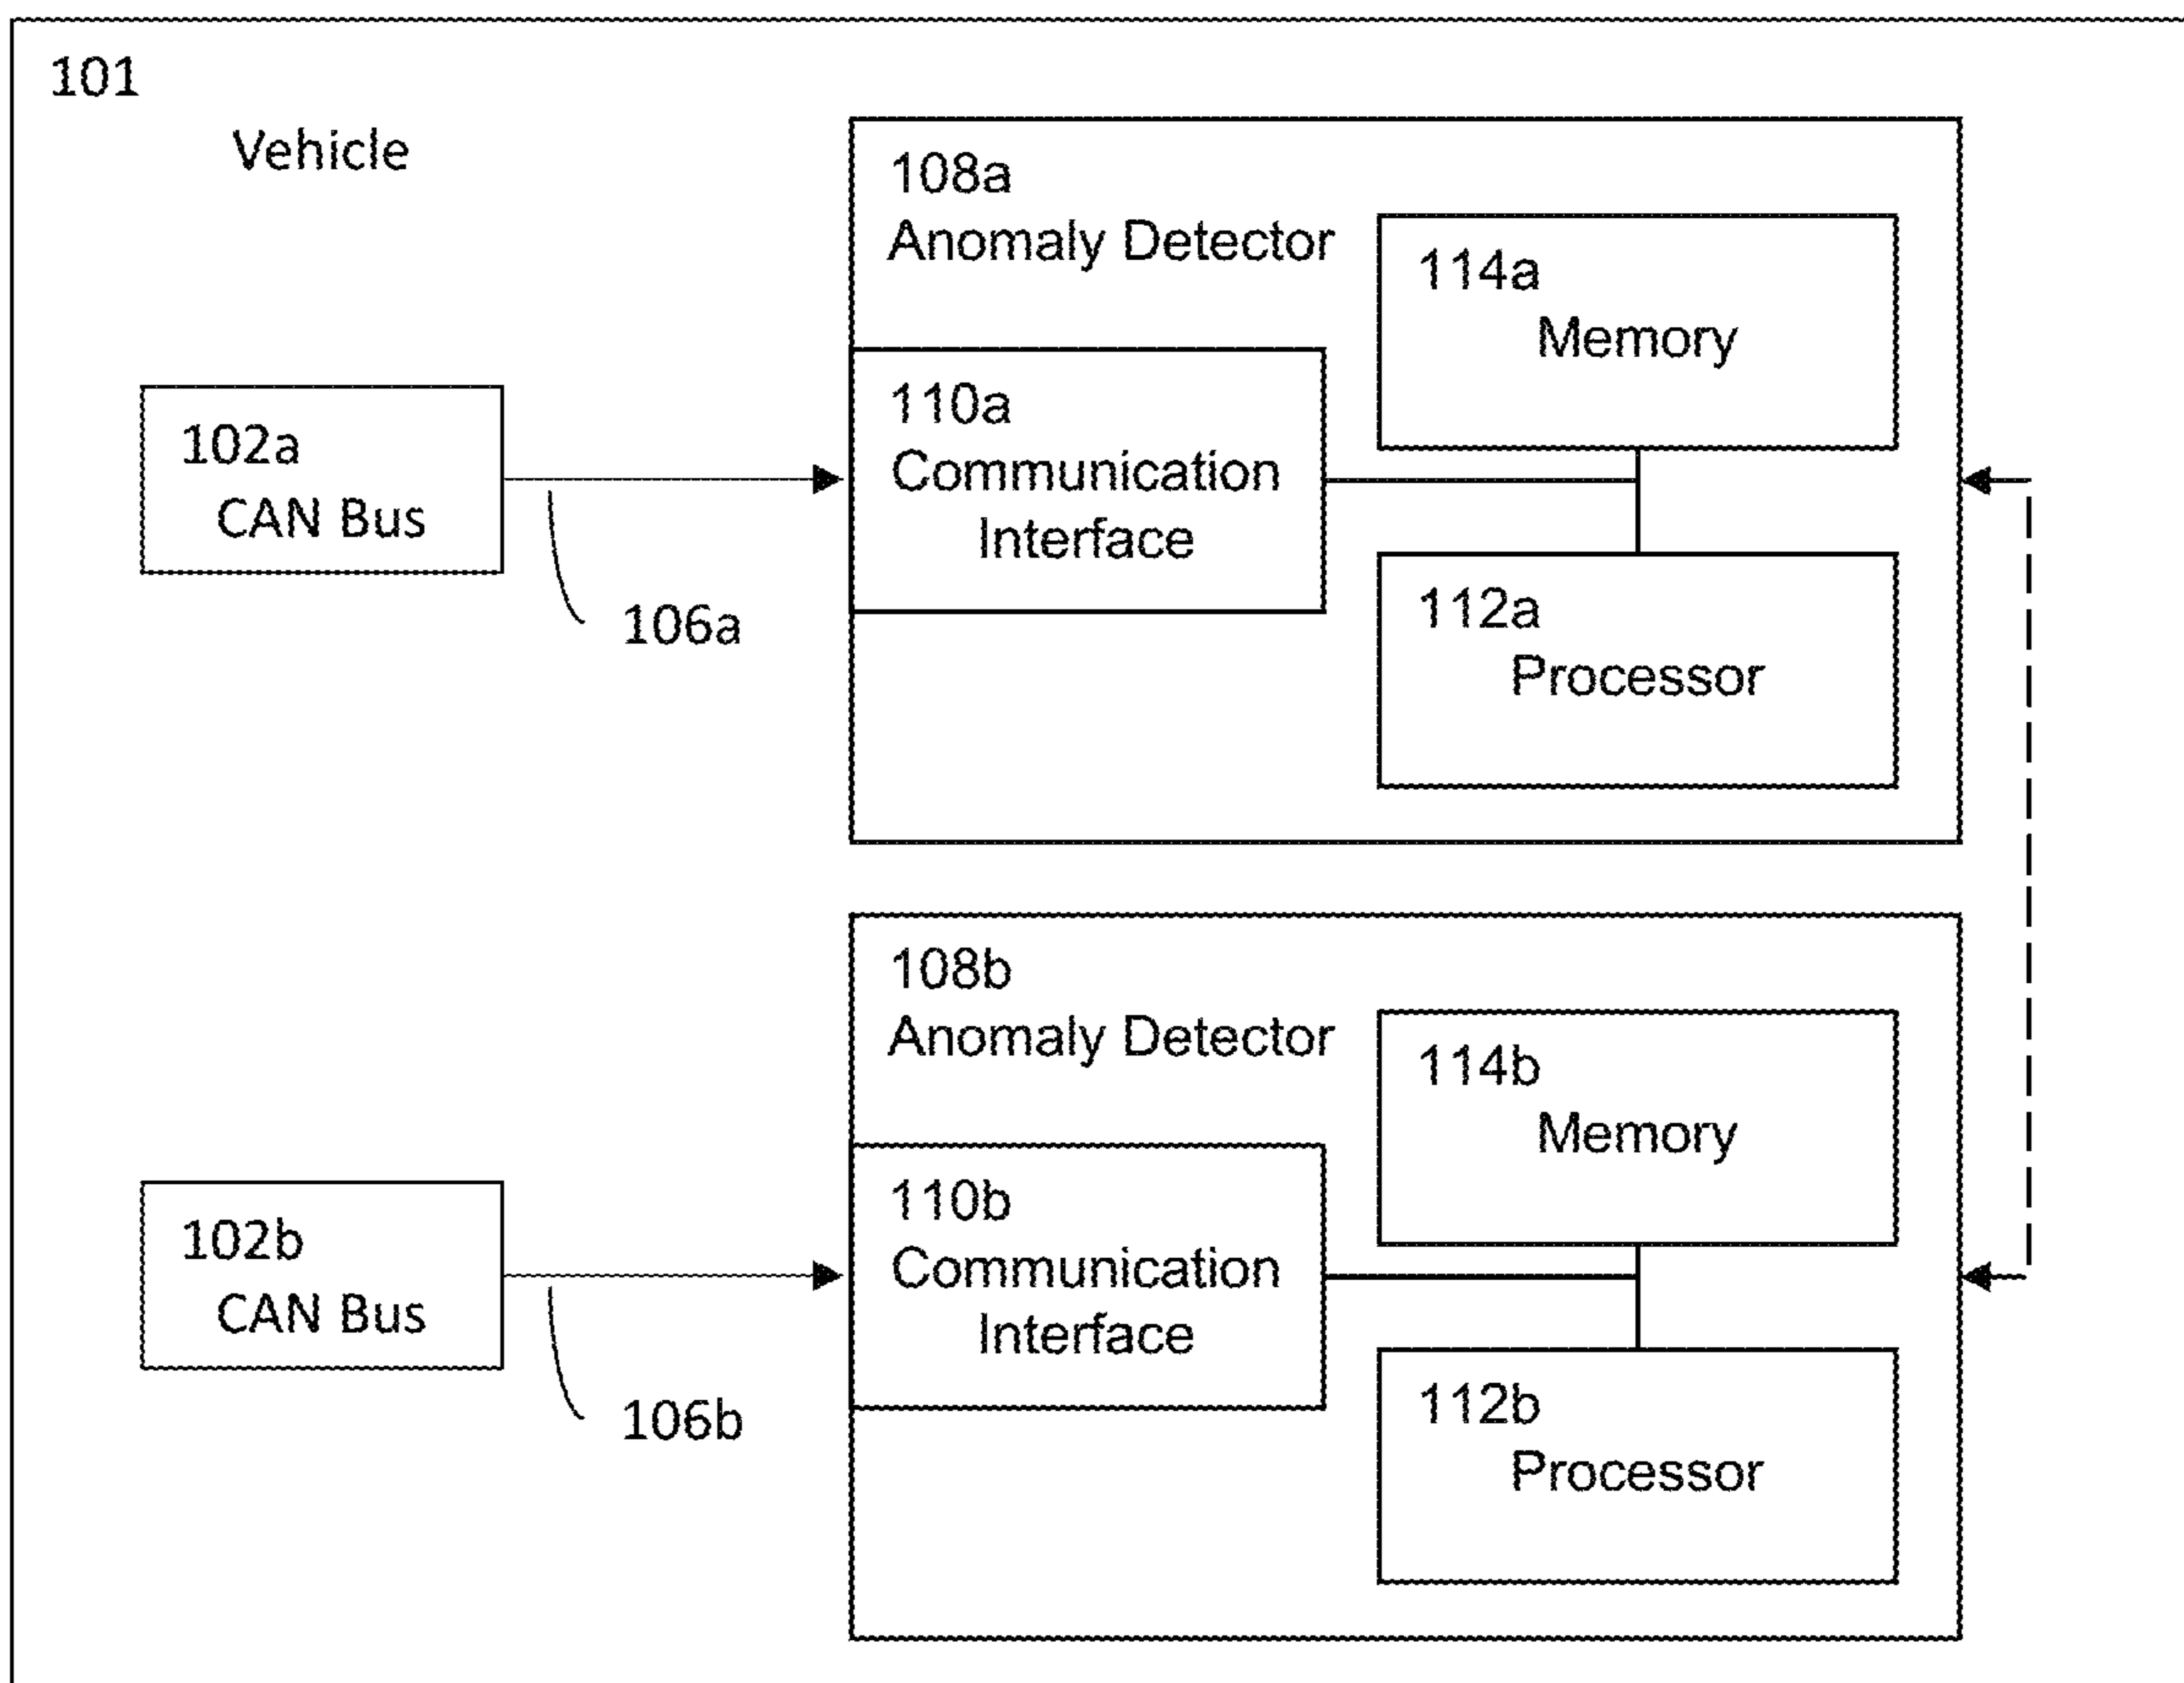 101
Vehicle
108a
Anomaly Detector
114a
Memory
110a
Communication
Interface
102a
CAN Bus
106a
112a
Processor
108b
Anomaly Detector
114b
Memory
110b
Communication
Interface
102b
CAN Bus
106b
112b
Processor